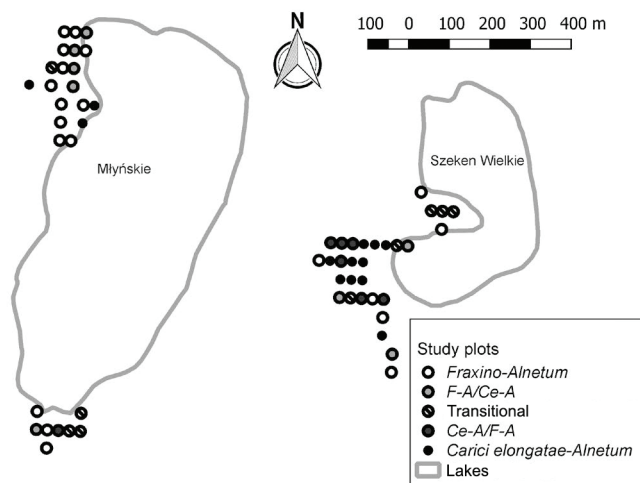 N
100 0 100 200 300 400 m
Młyńskie
Szeken Wielkie
Study plots
Fraxino-Alnetum
F-A/Ce-A
Transitional
Ce-A/F-A
Carici elongatae-Alnetum
Lakes